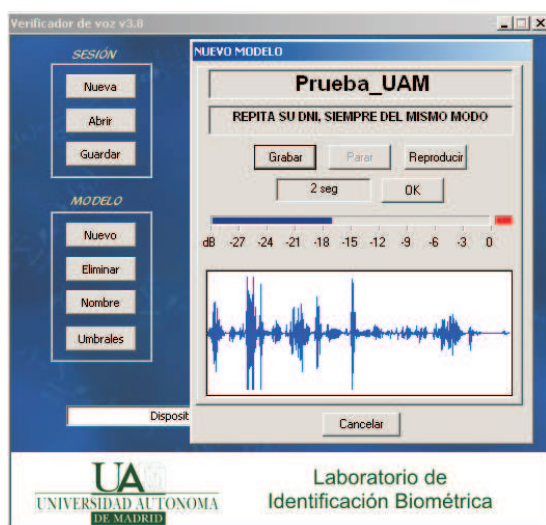 Verificador de voz v3.8
SESIÓN
Nueva
Abrir
Guardar
MODELO
Nuevo
Eliminar
Nombre
Umbrales
Disposit
NUEVO MODELO
Prueba_UAM
REPITA SU DNI, SIEMPRE DEL MISMO MODO
Grabar Parar Reproducir
2 seg OK
dB -27 -24 -21 -18 -15 -12 -9 -6 -3 0
Cancelar
UA
UNIVERSIDAD AUTONOMA
DE MADRID
Laboratorio de
Identificación Biométrica